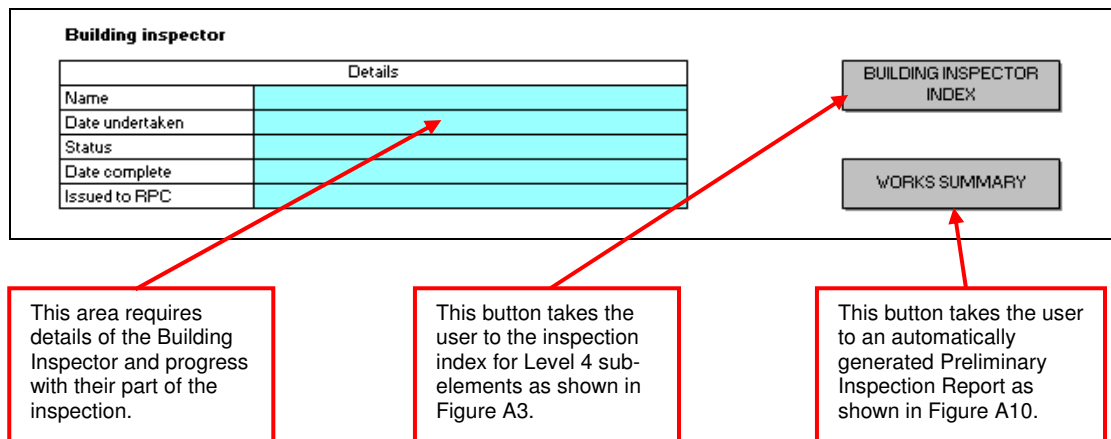 Building inspector
Details
Name
Date undertaken
Status
Date complete
Issued to RPC
BUILDING INSPECTOR
INDEX
WORKS SUMMARY
This area requires
details of the Building
Inspector and progress
with their part of the
inspection.
This button takes the
user to the inspection
index for Level 4 sub-
elements as shown in
Figure A3.
This button takes the user
to an automatically
generated Preliminary
Inspection Report as
shown in Figure A10.